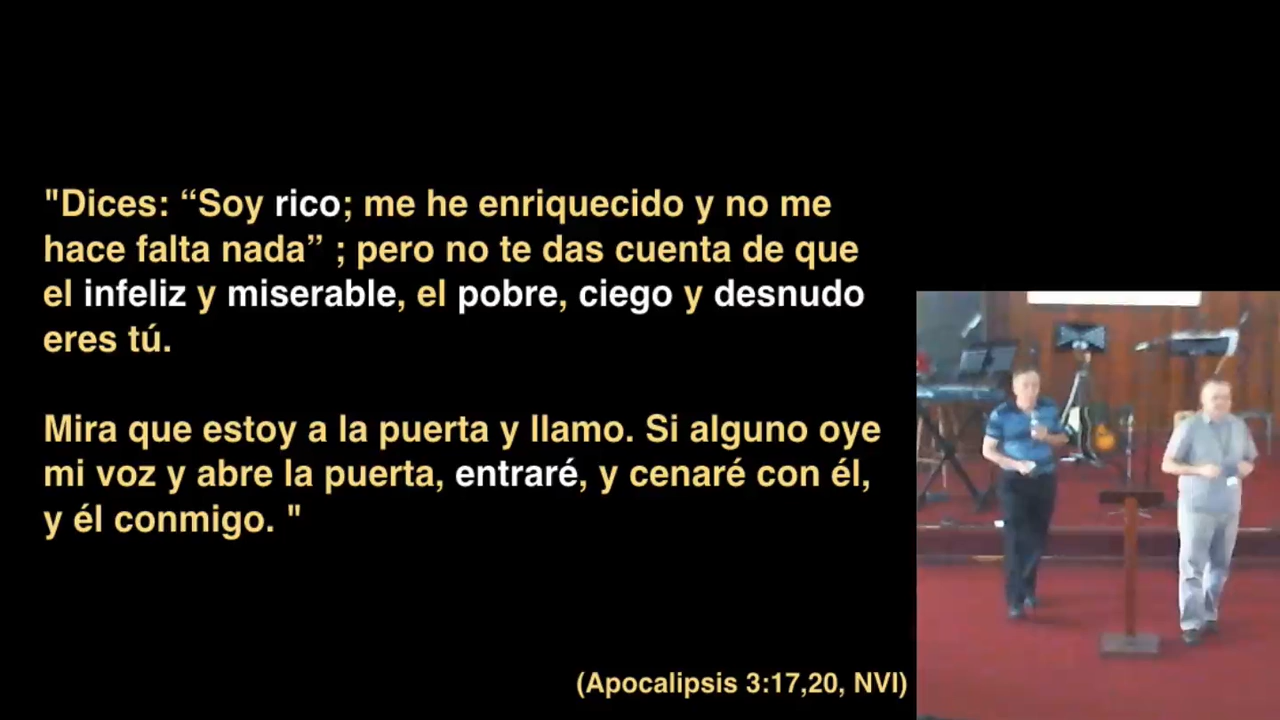 "Dices: “Soy rico; me he enriquecido y no me
hace falta nada” ; pero no te das cuenta de que
el infeliz y miserable, el pobre, ciego y desnudo
eres tú.
Mira que estoy a la puerta y llamo. Si alguno oye
mi voz y abre la puerta, entraré, y cenaré con él,
y él conmigo. "
(Apocalipsis 3:17,20, NVI)